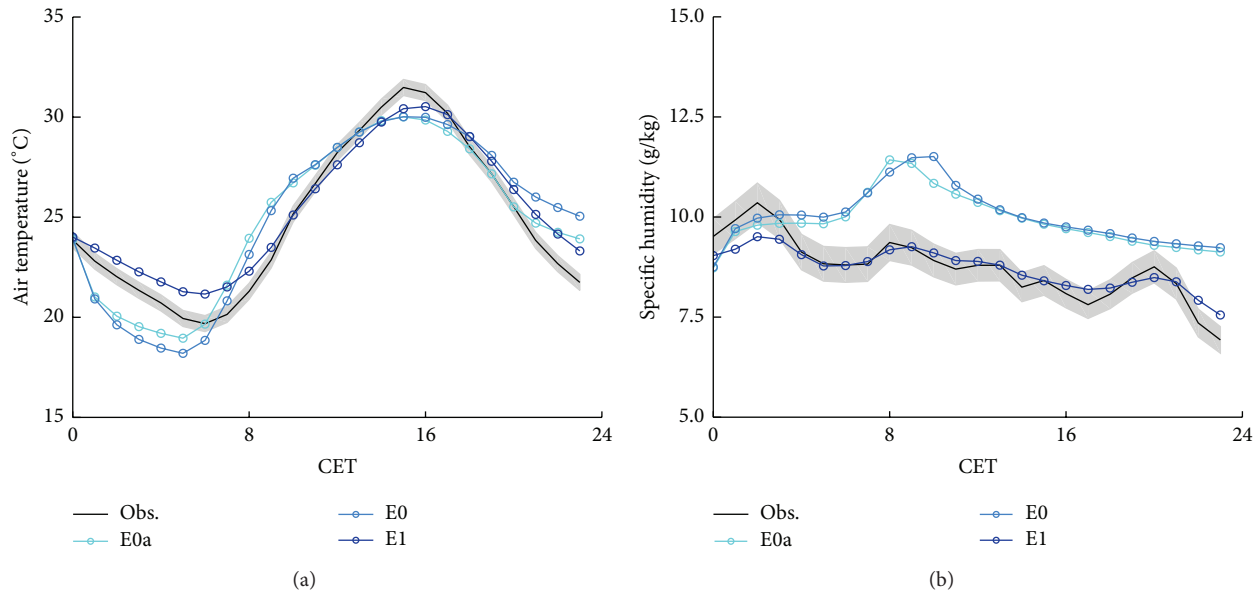 35
30
25
20
15
Air temperature (°C)
0
8
16
24
CET
Obs.
E0a
E0
E1
(a)
15.0
12.5
10.0
7.5
5.0
Specific humidity (g/kg)
0
8
16
24
CET
Obs.
E0a
E0
E1
(b)